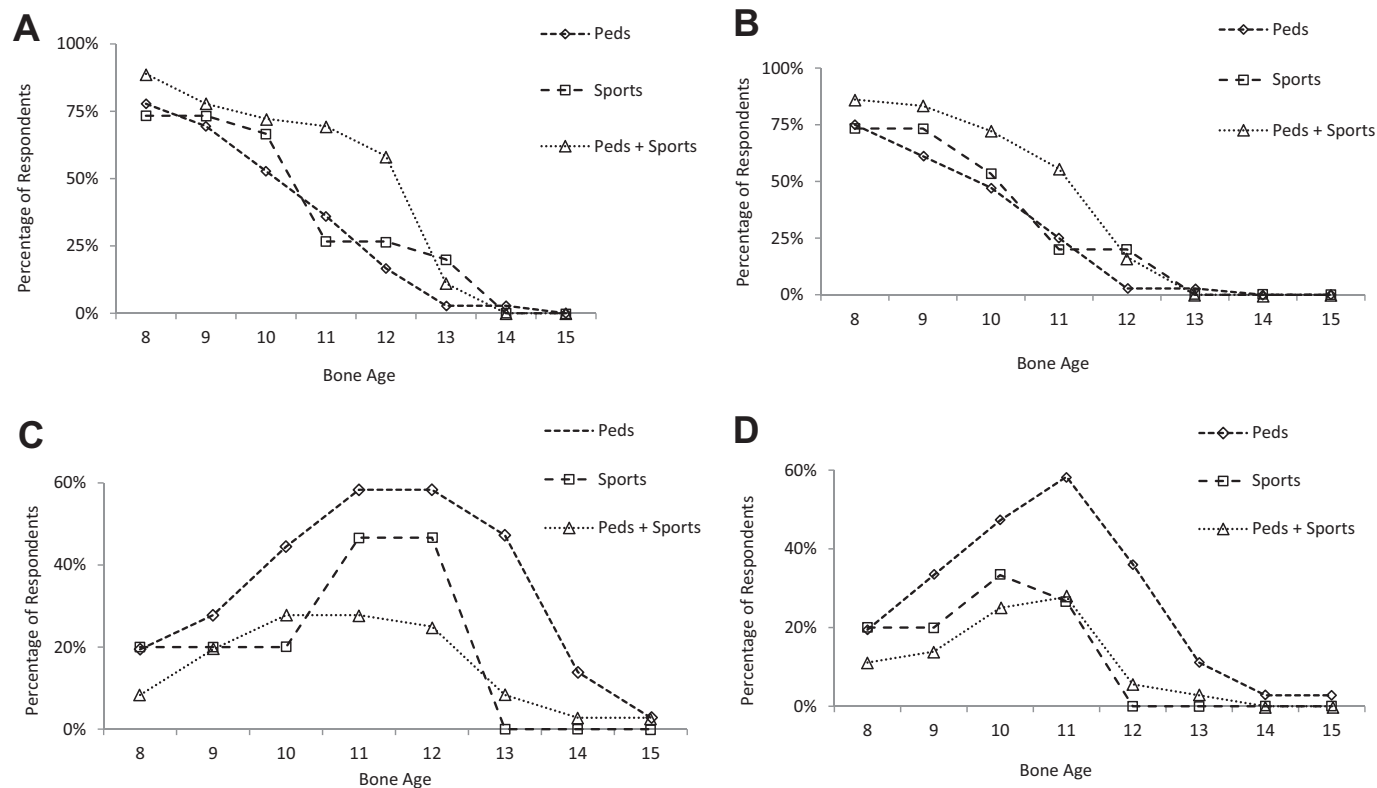 A
Peds
Sports
Peds + Sports
100%
75%
50%
25%
0%
Percentage of Respondents
8 9 10 11 12 13 14 15
Bone Age
B
Peds
Sports
Peds + Sports
100%
75%
50%
25%
0%
Percentage of Respondents
8 9 10 11 12 13 14 15
Bone Age
C
Peds
Sports
Peds + Sports
60%
40%
20%
0%
Percentage of Respondents
8 9 10 11 12 13 14 15
Bone Age
D
Peds
Sports
Peds + Sports
60%
40%
20%
0%
Percentage of Respondents
8 9 10 11 12 13 14 15
Bone Age